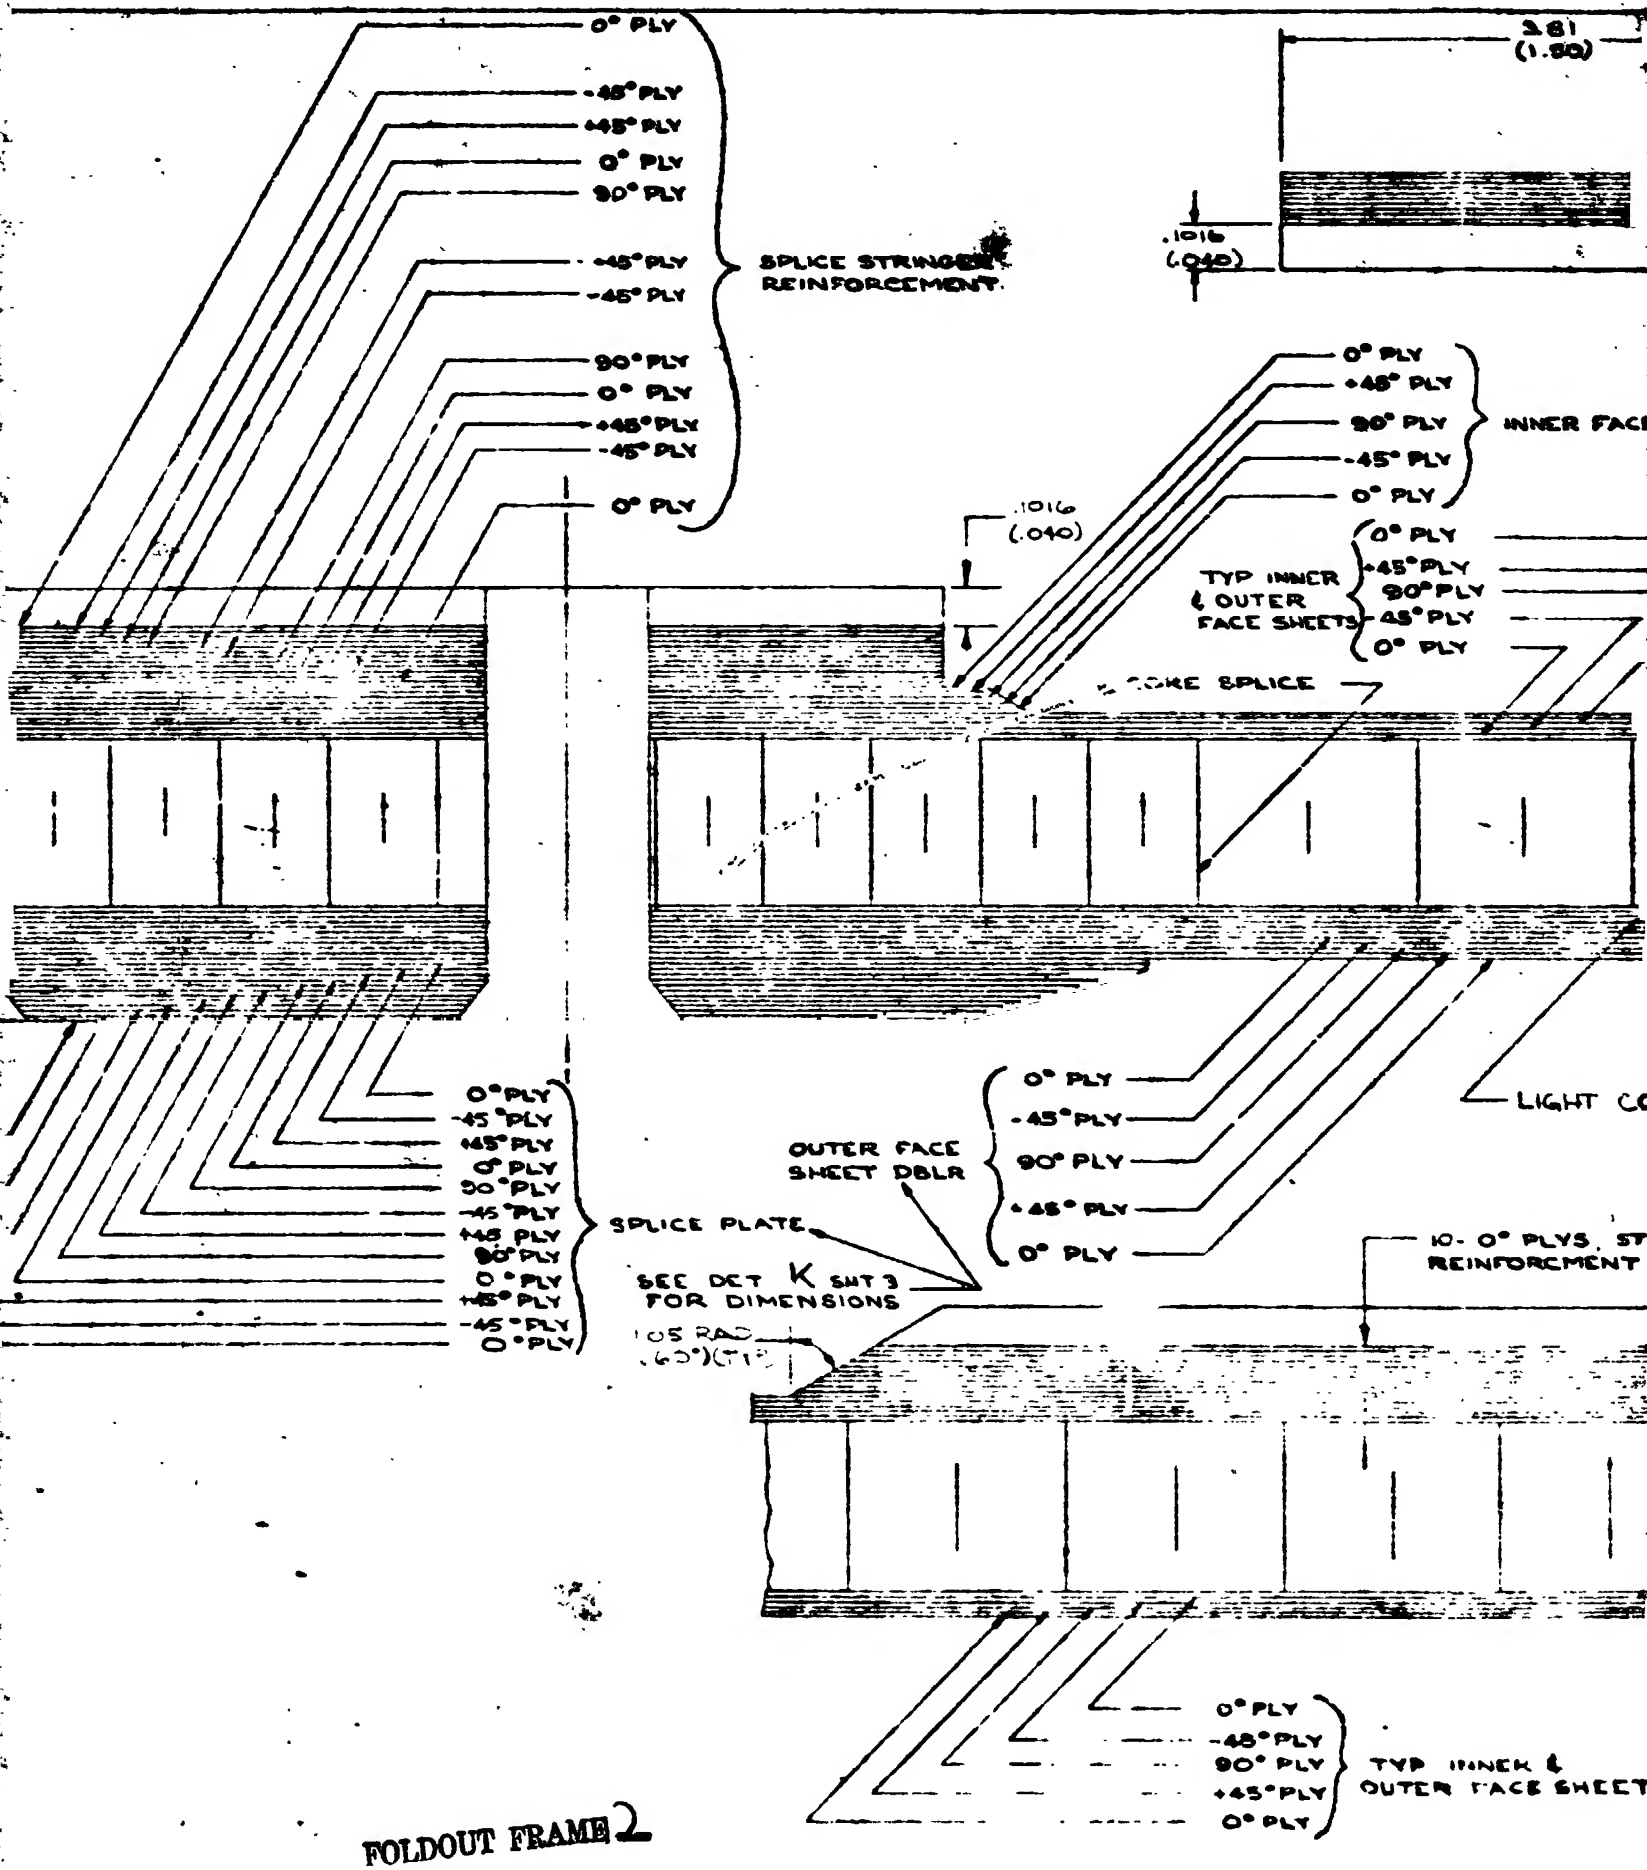 0° PLY
-45° PLY
+45° PLY
0° PLY
90° PLY
+45° PLY
-45° PLY
90° PLY
0° PLY
+45° PLY
-45° PLY
0° PLY
SPLICE STRINGER
REINFORCEMENT.
3.81
(1.50)
.1016
(.040)
0° PLY
+45° PLY
90° PLY
-45° PLY
0° PLY
INNER FACE
.1016
(.040)
0° PLY
+45° PLY
90° PLY
-45° PLY
0° PLY
TYP INNER
& OUTER
FACE SHEETS
CORE SPLICE
0° PLY
-45° PLY
+45° PLY
0° PLY
90° PLY
-45° PLY
+45 PLY
90° PLY
0° PLY
+45° PLY
-45° PLY
0° PLY
SPLICE PLATE
OUTER FACE
SHEET DBLR
0° PLY
-45° PLY
90° PLY
+45° PLY
0° PLY
LIGHT CO
SEE DET K SHT 3
FOR DIMENSIONS
10-0° PLYS, ST
REINFORCMENT
RAD
0° PLY
-45° PLY
90° PLY
+45° PLY
0° PLY
TYP INNER &
OUTER FACE SHEET
FOLDOUT FRAME 2